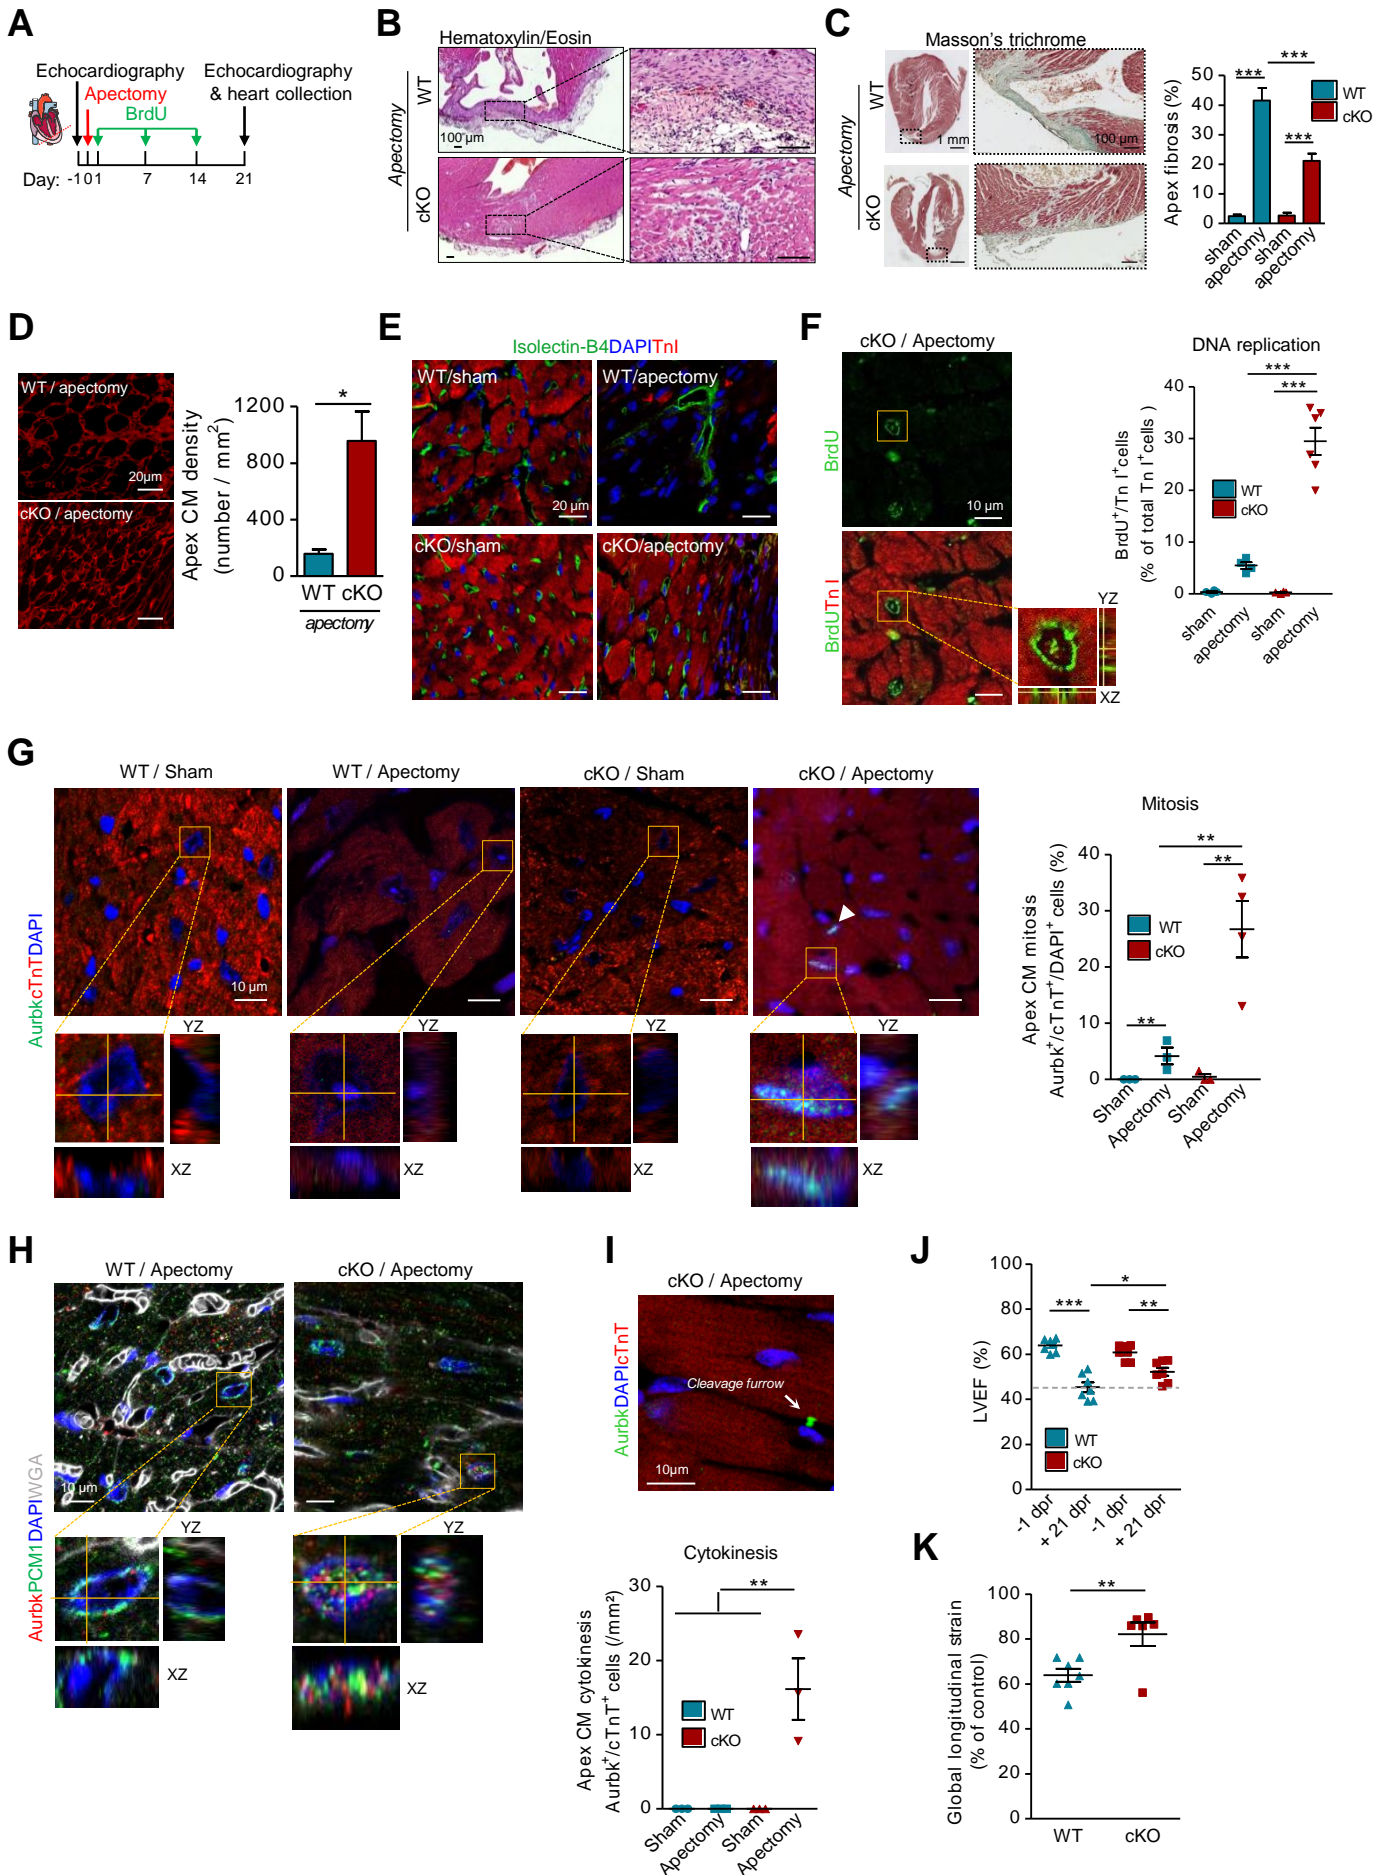 A
Echocardiography
Echocardiography
& heart collection
Apectomy
BrdU
Day: -1 0 1 7 14 21
B
Hematoxylin/Eosin
Apectomy
WT
cKO
100 µm
C
Masson's trichrome
Apectomy
WT
cKO
1 mm
100 µm
Apex fibrosis (%)
50
40
30
20
10
0
***
***
***
WT
cKO
sham
apectomy
sham
apectomy
D
WT / apectomy
20µm
cKO / apectomy
Apex CM density
(number / mm²)
1200
800
400
0
*
WT cKO
apectomy
E
Isolectin-B4DAPITnI
WT/sham
WT/apectomy
20 µm
cKO/sham
cKO/apectomy
F
cKO / Apectomy
BrdU
10 µm
BrdUTn I
YZ
XZ
DNA replication
BrdU⁺/Tn I⁺cells
(% of total Tn I⁺cells )
40
30
20
10
0
***
***
WT
cKO
sham
apectomy
sham
apectomy
G
WT / Sham
WT / Apectomy
cKO / Sham
cKO / Apectomy
AurbkcTnTDAPI
10 µm
YZ
YZ
YZ
YZ
XZ
XZ
XZ
XZ
Mitosis
Apex CM mitosis
Aurbk⁺/cTnT⁺/DAPI⁺ cells (%)
40
30
20
10
0
**
**
**
WT
cKO
Sham
Apectomy
Sham
Apectomy
H
WT / Apectomy
cKO / Apectomy
AurbkPCM1DAPIWGA
10 µm
YZ
YZ
XZ
XZ
I
cKO / Apectomy
AurbkDAPIcTnT
Cleavage furrow
10µm
Cytokinesis
Apex CM cytokinesis
Aurbk⁺/cTnT⁺ cells (/mm²)
30
20
10
0
**
WT
cKO
Sham
Apectomy
Sham
Apectomy
J
LVEF (%)
100
80
60
40
20
0
*
***
**
WT
cKO
-1 dpr
+ 21 dpr
-1 dpr
+ 21 dpr
K
Global longitudinal strain
(% of control)
100
80
60
40
20
0
**
WT
cKO